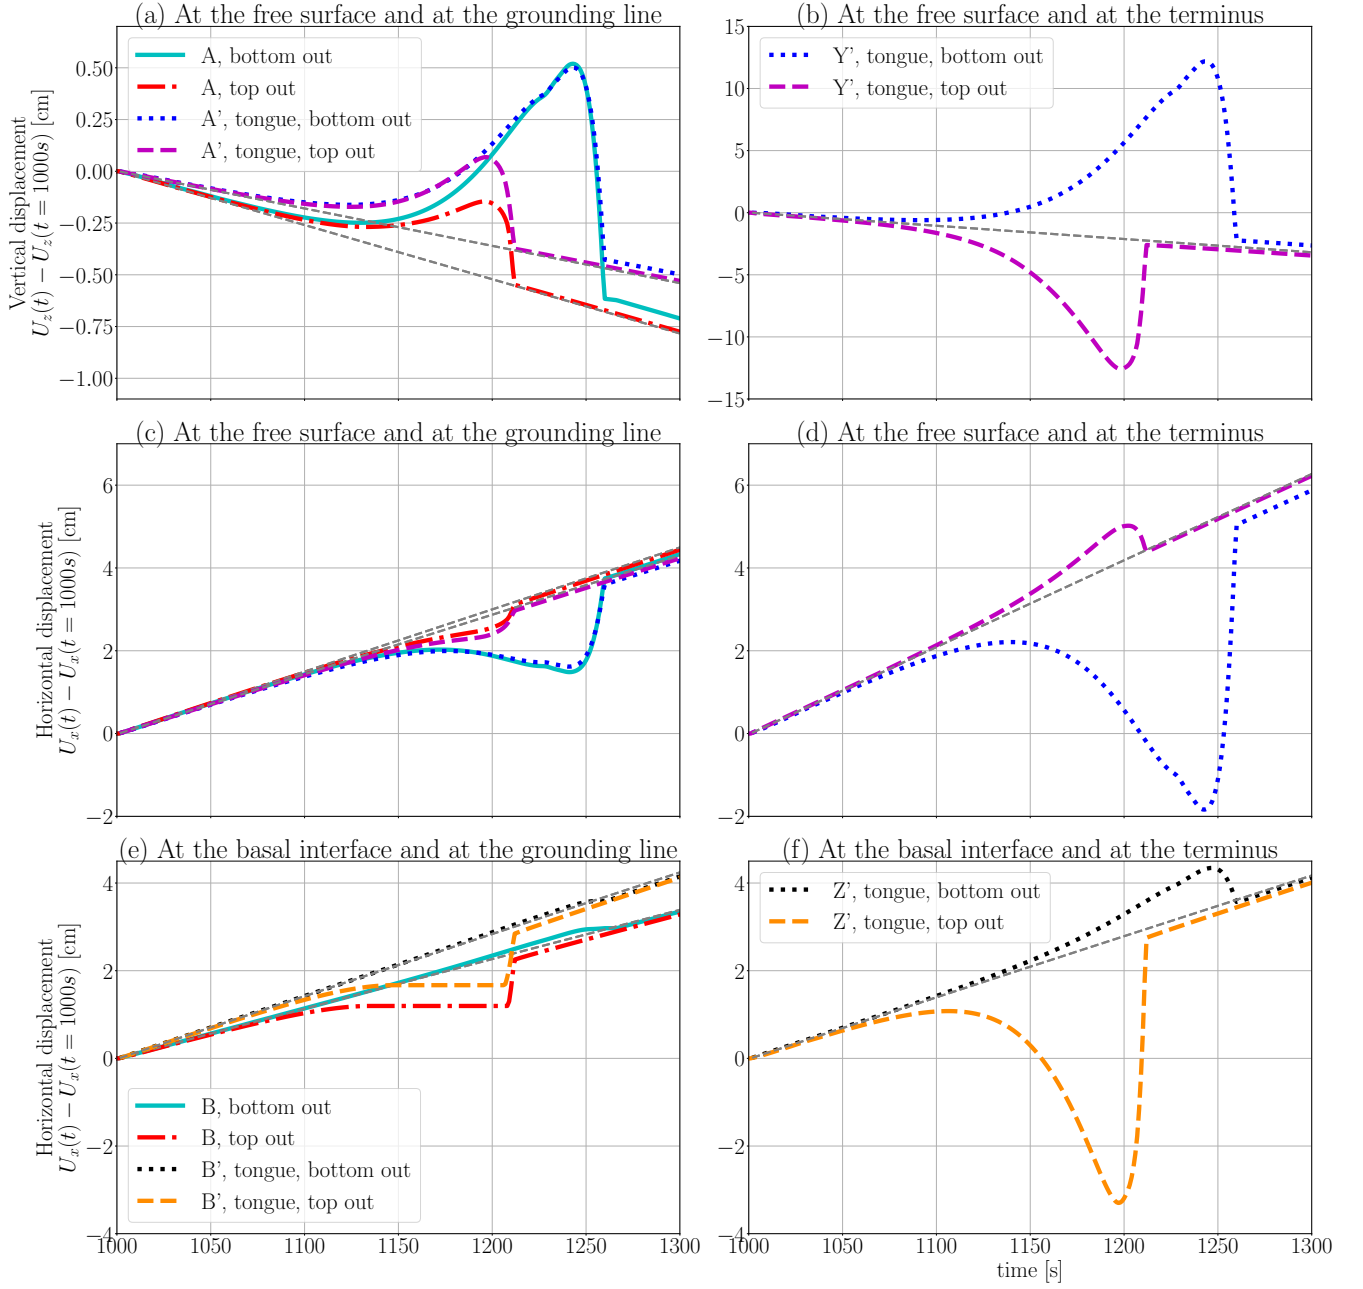 (a) At the free surface and at the grounding line
A, bottom out
A, top out
A', tongue, bottom out
A', tongue, top out
0.50
0.25
0.00
−0.25
−0.50
−0.75
−1.00
Vertical displacement
U_z(t) − U_z(t = 1000s) [cm]
(b) At the free surface and at the terminus
Y', tongue, bottom out
Y', tongue, top out
15
10
5
0
−5
−10
−15
(c) At the free surface and at the grounding line
6
4
2
0
−2
Horizontal displacement
U_x(t) − U_x(t = 1000s) [cm]
(d) At the free surface and at the terminus
6
4
2
0
−2
(e) At the basal interface and at the grounding line
B, bottom out
B, top out
B', tongue, bottom out
B', tongue, top out
4
2
0
−2
−4
Horizontal displacement
U_x(t) − U_x(t = 1000s) [cm]
1000 1050 1100 1150 1200 1250 1300
(f) At the basal interface and at the terminus
Z', tongue, bottom out
Z', tongue, top out
4
2
0
−2
−4
1000 1050 1100 1150 1200 1250 1300
time [s]